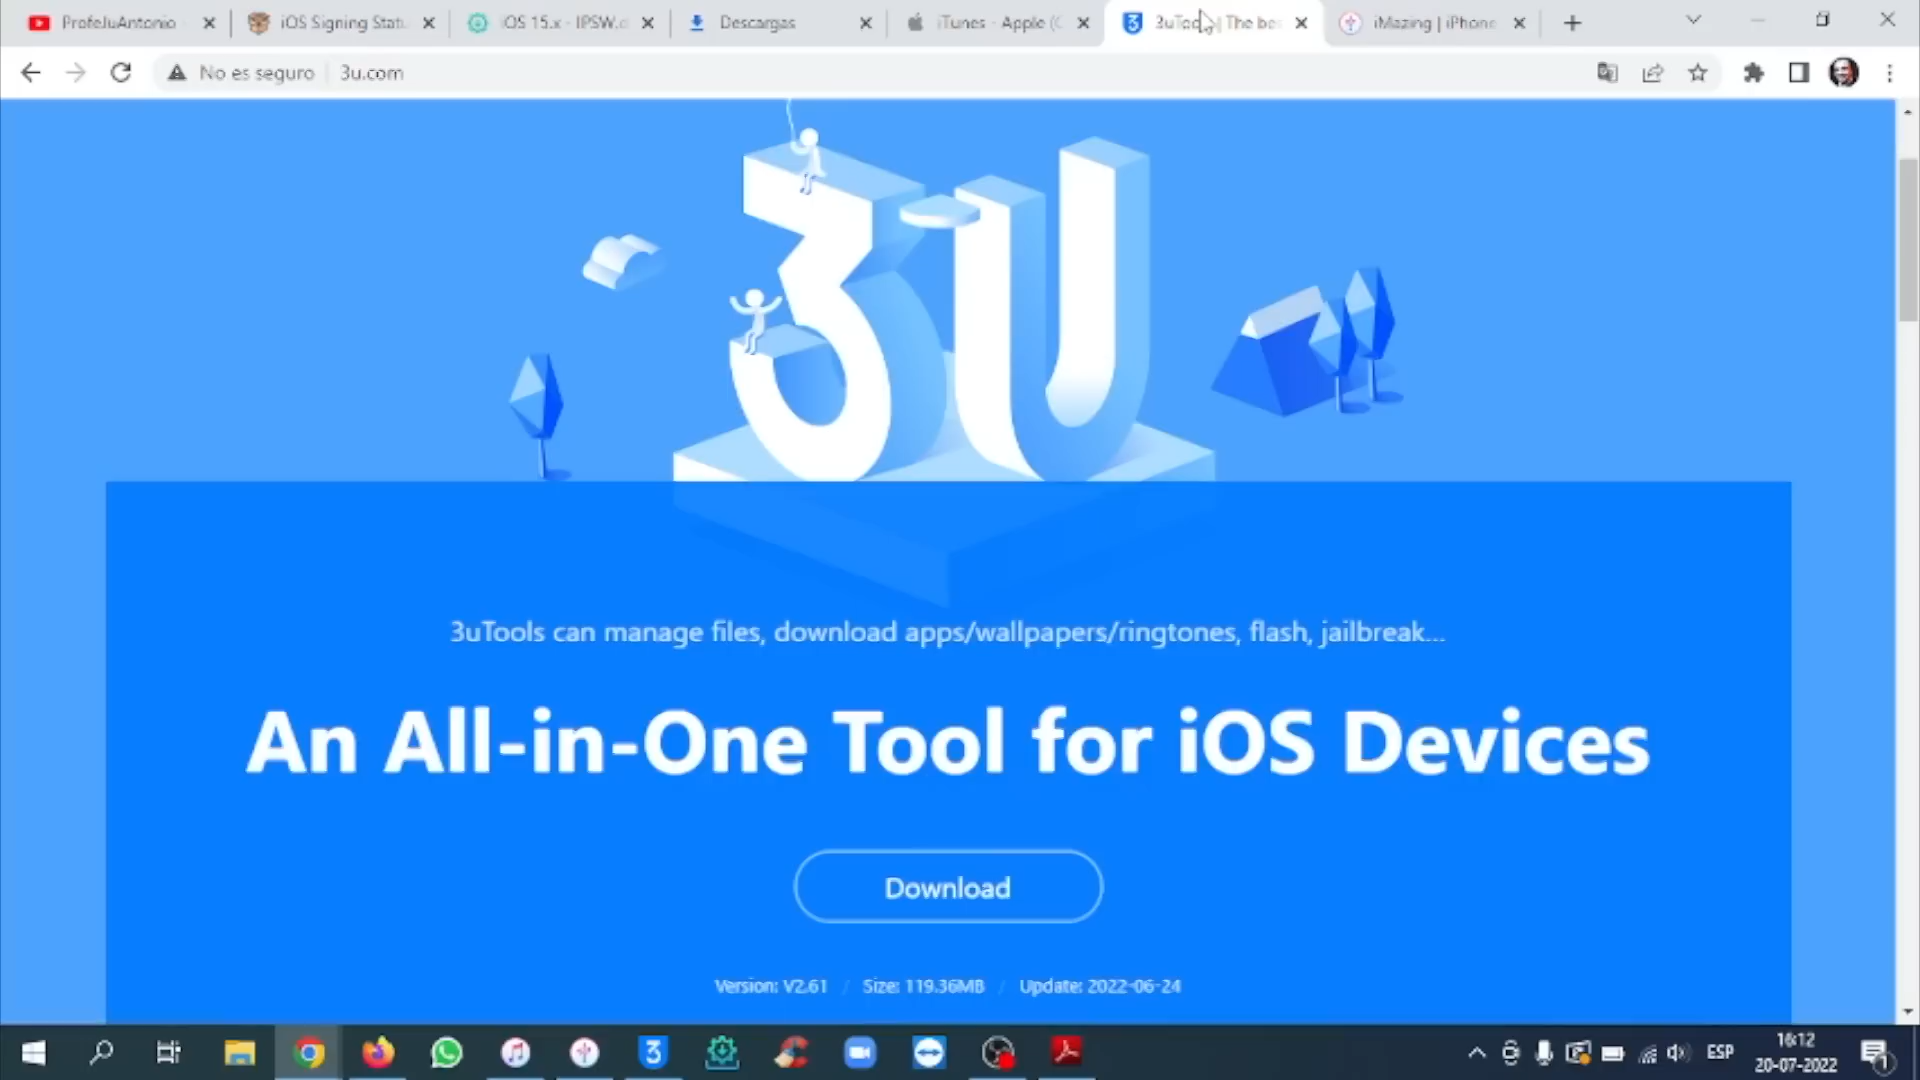 ProfeJuAntonio
iOS Signing Stat
iOS 15.x - IPSW.
Descargas
iTunes - Apple (
3uTools | The be
iMazing | iPhone
No es seguro
3u.com
3U
3uTools can manage files, download apps/wallpapers/ringtones, flash, jailbreak...
An All-in-One Tool for iOS Devices
Download
Version: V2.61 / Size: 119.36MB / Update: 2022-06-24
ESP
16:12
20-07-2022
1